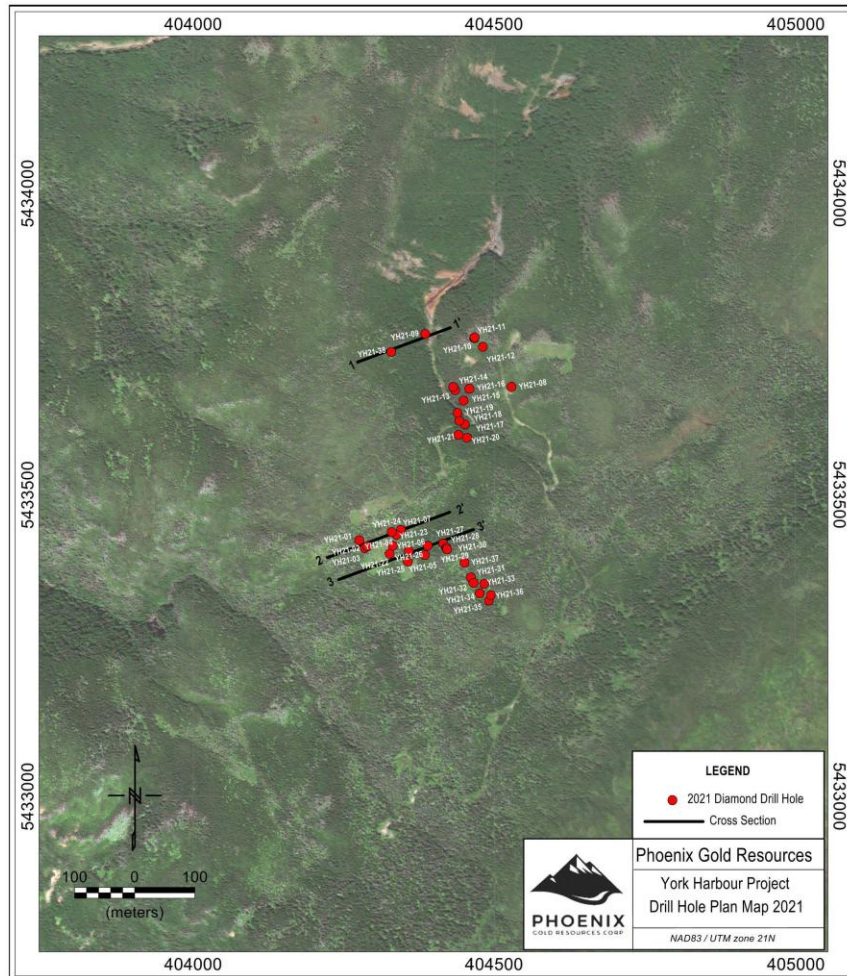 404000
404500
405000
5434000
5434000
YH21-09
1'
YH21-11
1
YH21-38
YH21-10
YH21-12
YH21-14
YH21-16
YH21-08
YH21-13
YH21-15
YH21-19
YH21-18
YH21-17
YH21-21
YH21-20
5433500
5433500
2'
YH21-24
YH21-07
3'
YH21-01
YH21-23
YH21-27
YH21-28
2
YH21-02
YH21-06
YH21-30
YH21-03
YH21-26
YH21-29
YH21-25
YH21-05
YH21-37
3
YH21-31
YH21-32
YH21-33
YH21-34
YH21-36
YH21-35
5433000
5433000
N
100
0
100
(meters)
LEGEND
2021 Diamond Drill Hole
Cross Section
PHOENIX
GOLD RESOURCES CORP
Phoenix Gold Resources
York Harbour Project
Drill Hole Plan Map 2021
NAD83 / UTM zone 21N
404000
404500
405000